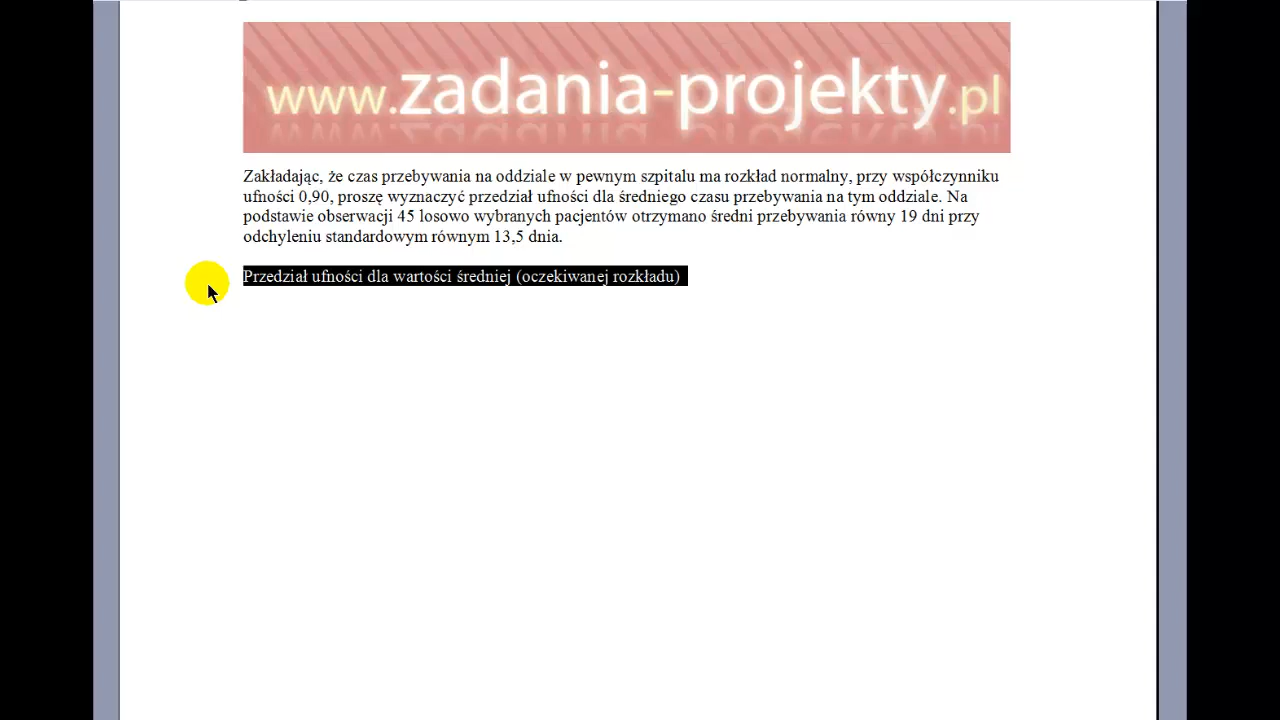 www.zadania-projekty.pl
Zakładając, że czas przebywania na oddziale w pewnym szpitalu ma rozkład normalny, przy współczynniku
ufności 0,90, proszę wyznaczyć przedział ufności dla średniego czasu przebywania na tym oddziale. Na
podstawie obserwacji 45 losowo wybranych pacjentów otrzymano średni przebywania równy 19 dni przy
odchyleniu standardowym równym 13,5 dnia.
Przedział ufności dla wartości średniej (oczekiwanej rozkładu)